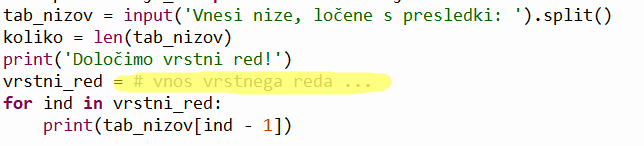 tab_nizov = input('Vnesi nize, ločene s presledki: ').split()
koliko = len(tab_nizov)
print('Določimo vrstni red!')
vrstni_red = # vnos vrstnega reda ...
for ind in vrstni_red:
    print(tab_nizov[ind - 1])